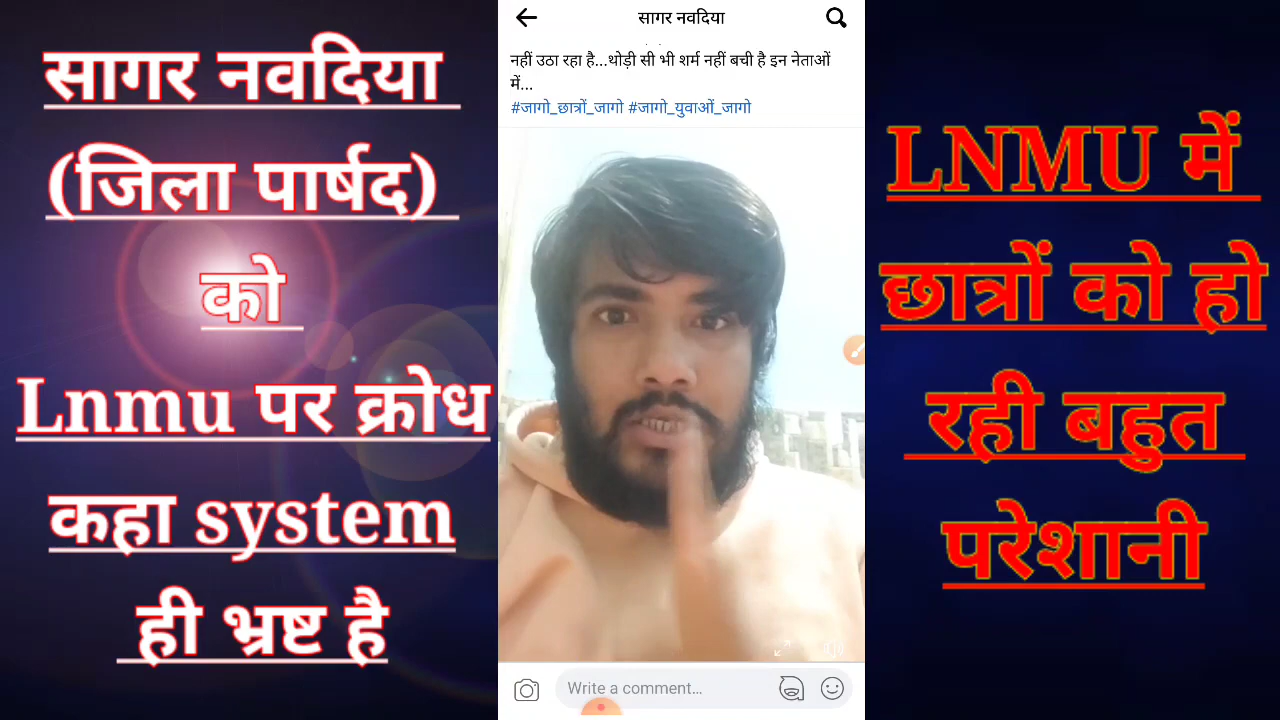 सागर नवदिया
(जिला पार्षद)
को
Lnmu पर क्रोध
कहा system
ही भ्रष्ट है
सागर नवदिया
नहीं उठा रहा है...थोड़ी सी भी शर्म नहीं बची है इन नेताओं
में...
#जागो_छात्रों_जागो #जागो_युवाओं_जागो
Write a comment...
LNMU में
छात्रों को हो
रही बहुत
परेशानी